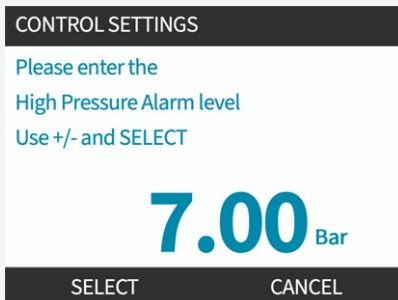 CONTROL SETTINGS
Please enter the
High Pressure Alarm level
Use +/- and SELECT
7.00 Bar
SELECT CANCEL